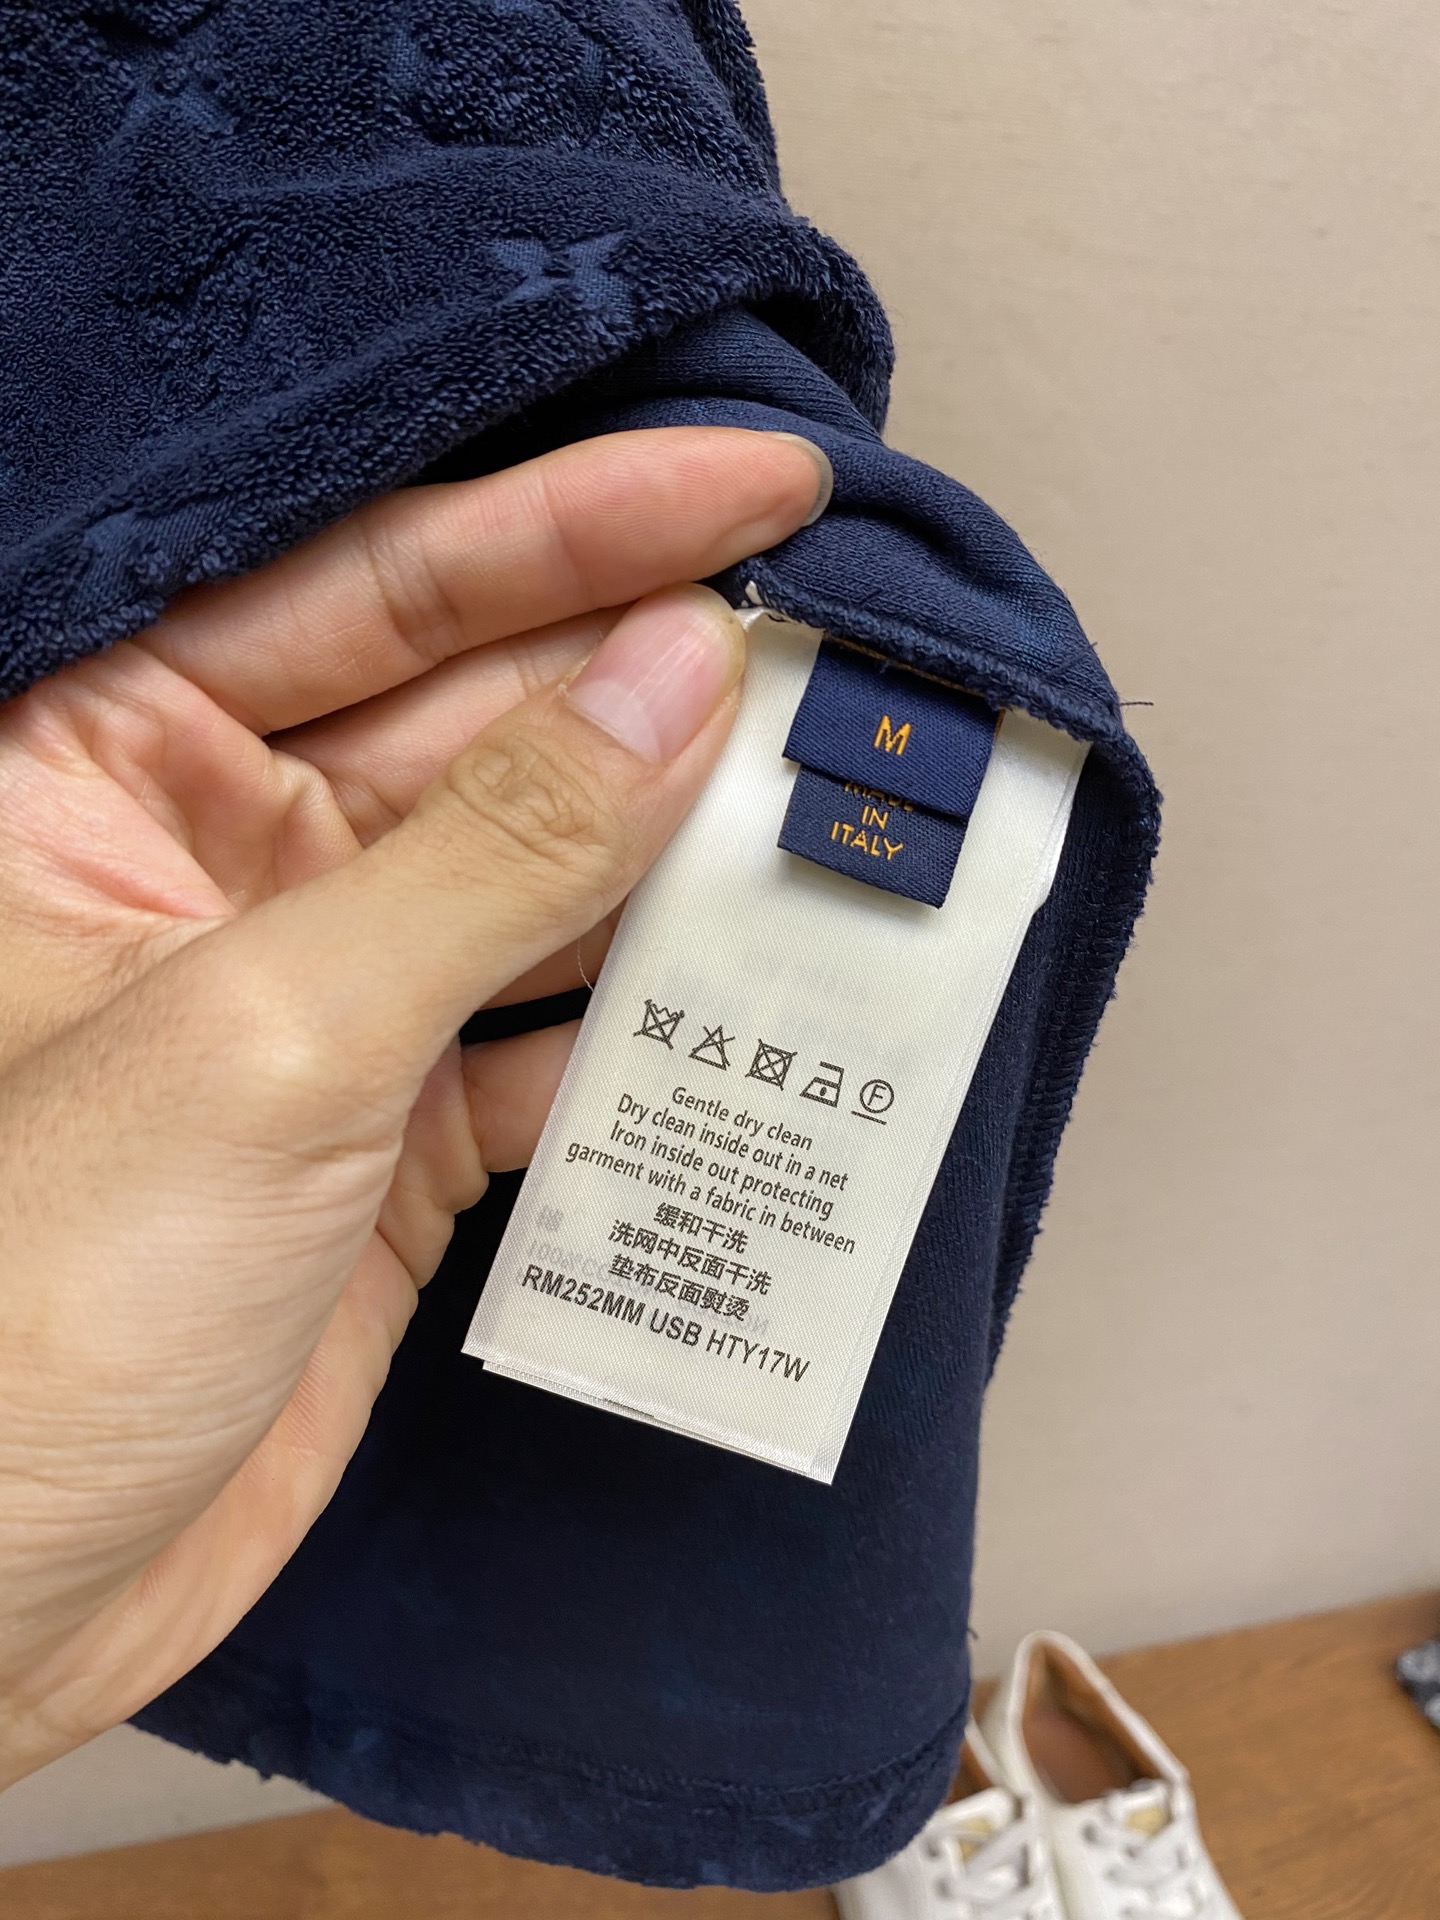 M
MADE
IN
ITALY
F
Gentle dry clean
Dry clean inside out in a net
Iron inside out protecting
garment with a fabric in between
缓和干洗
洗网中反面干洗
垫布反面熨烫
RM252MM USB HTY17W